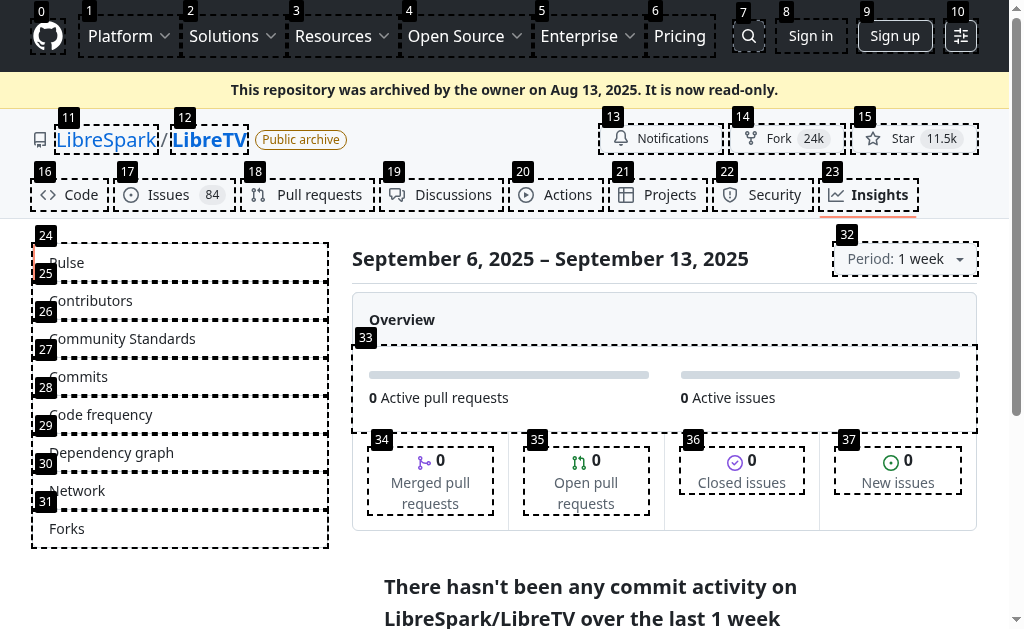 0 1 2 3 4 5 6 7 8 9 10
Platform Solutions Resources Open Source Enterprise Pricing Sign in Sign up
This repository was archived by the owner on Aug 13, 2025. It is now read-only.
11 12 13 14 15
LibreSpark / LibreTV Public archive Notifications Fork 24k Star 11.5k
16 17 18 19 20 21 22 23
Code Issues 84 Pull requests Discussions Actions Projects Security Insights
24
Pulse
25
Contributors
26
Community Standards
27
Commits
28
Code frequency
29
Dependency graph
30
Network
31
Forks
32
September 6, 2025 – September 13, 2025 Period: 1 week
Overview
33
0 Active pull requests 0 Active issues
34 35 36 37
0 0 0 0
Merged pull requests
Open pull requests
Closed issues
New issues
There hasn't been any commit activity on
LibreSpark/LibreTV over the last 1 week